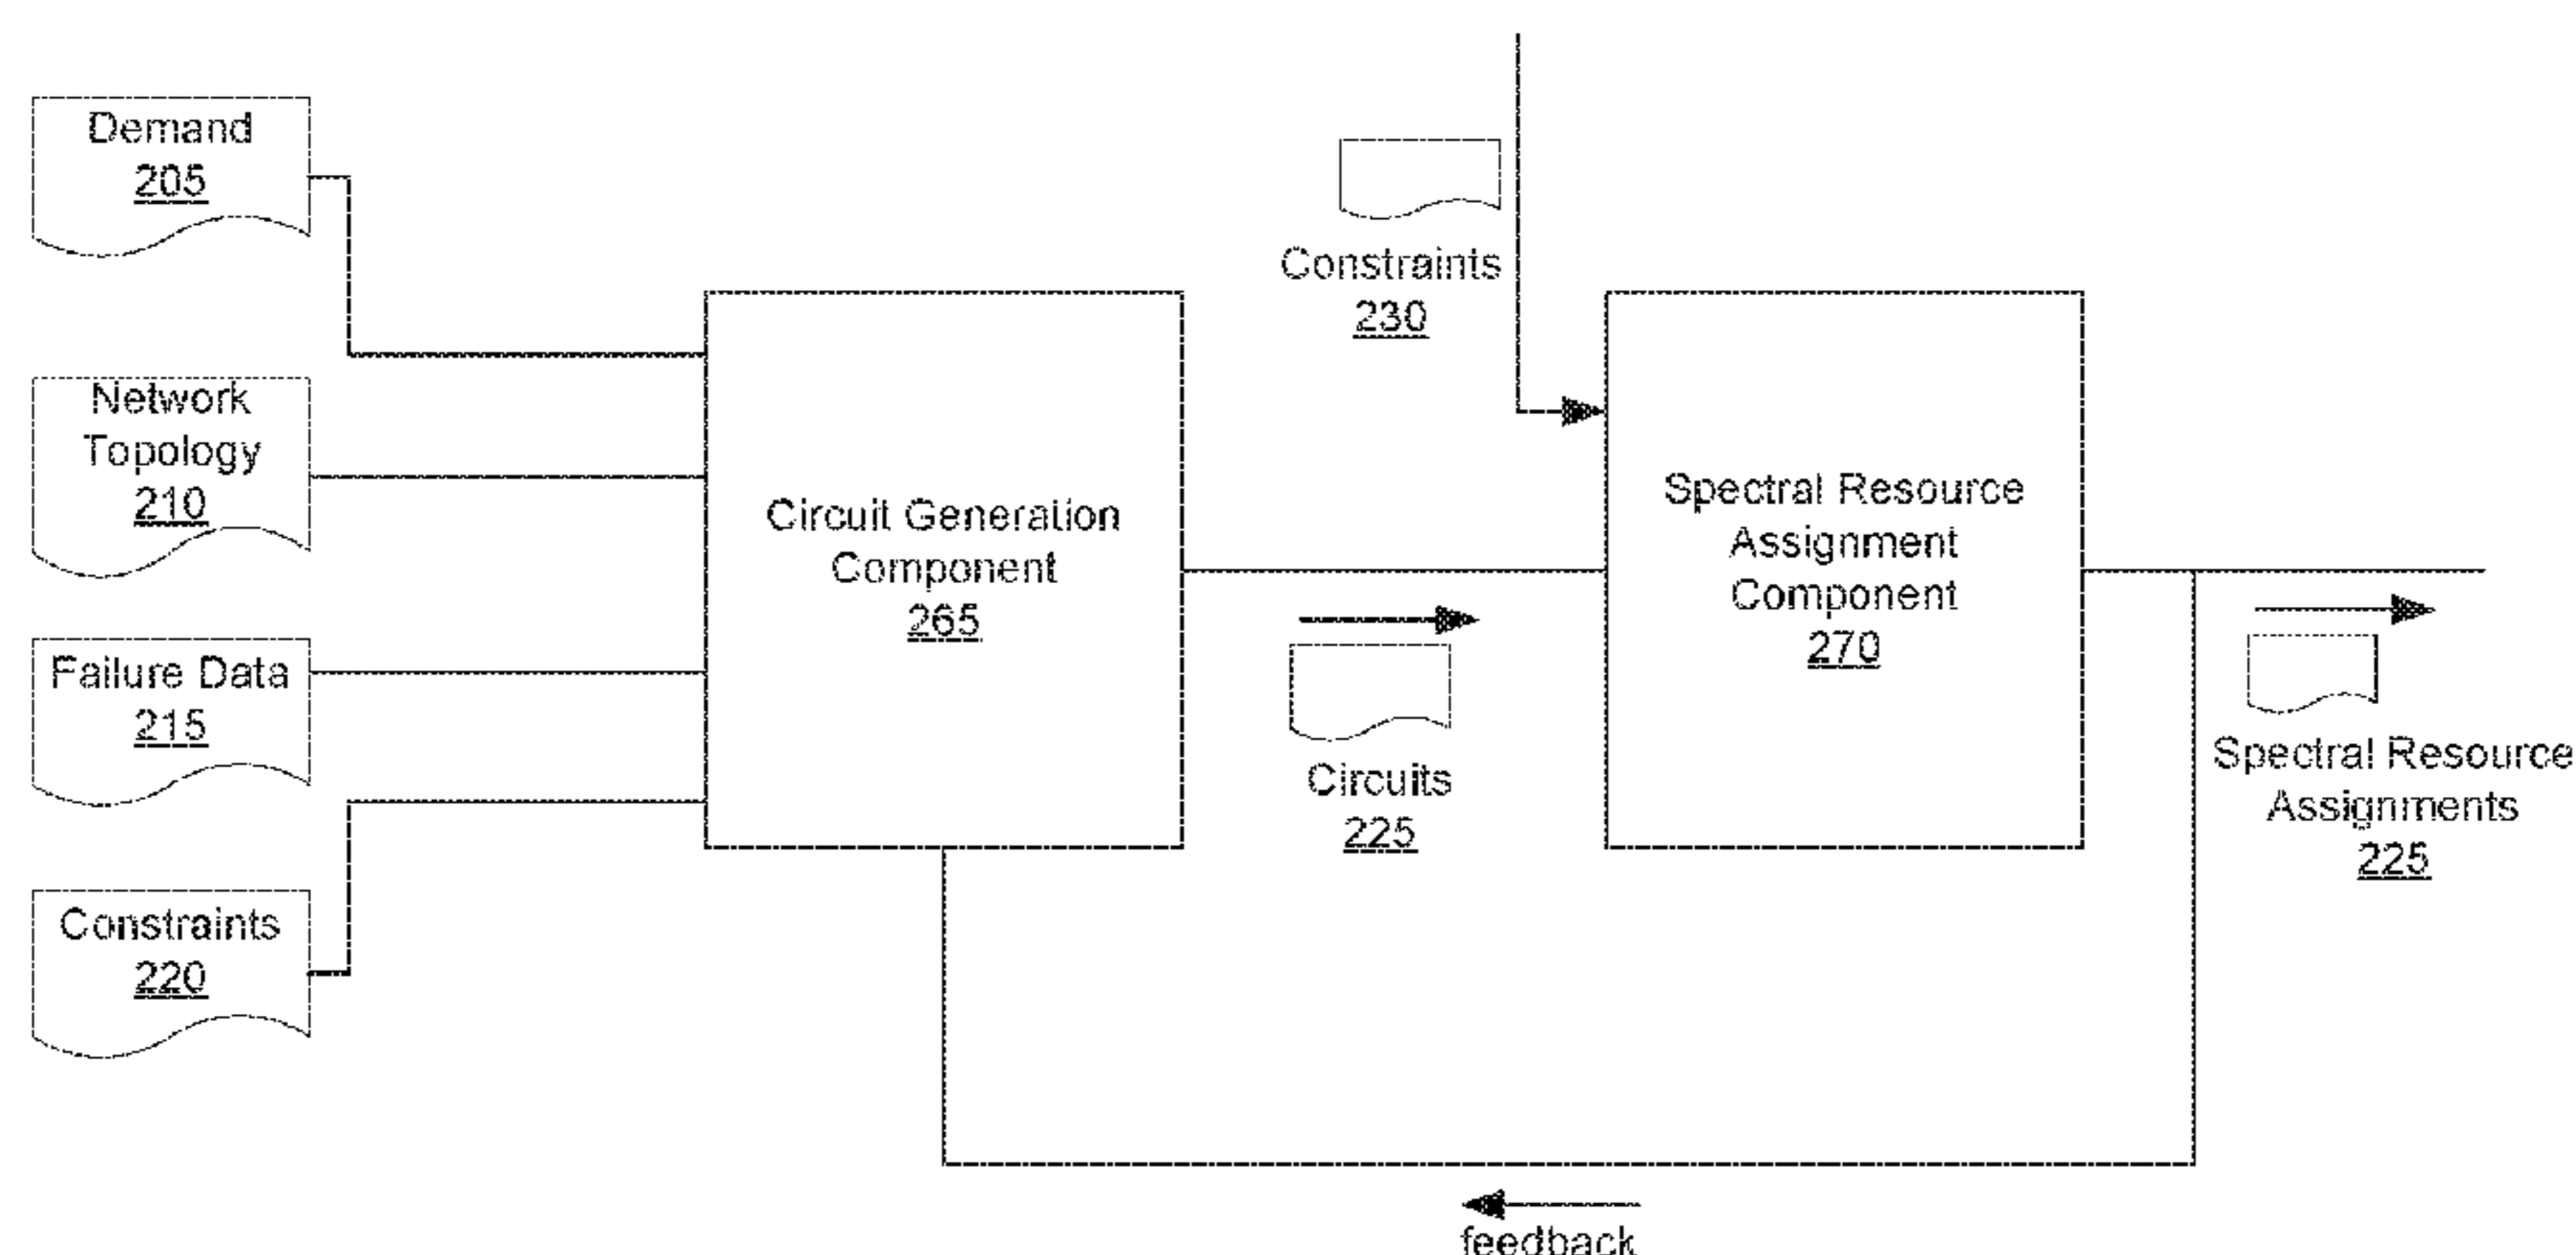 Demand
205
Network
Topology
210
Failure Data
215
Constraints
220
Circuit Generation
Component
265
Constraints
230
Circuits
225
Spectral Resource
Assignment
Component
270
Spectral Resource
Assignments
225
feedback